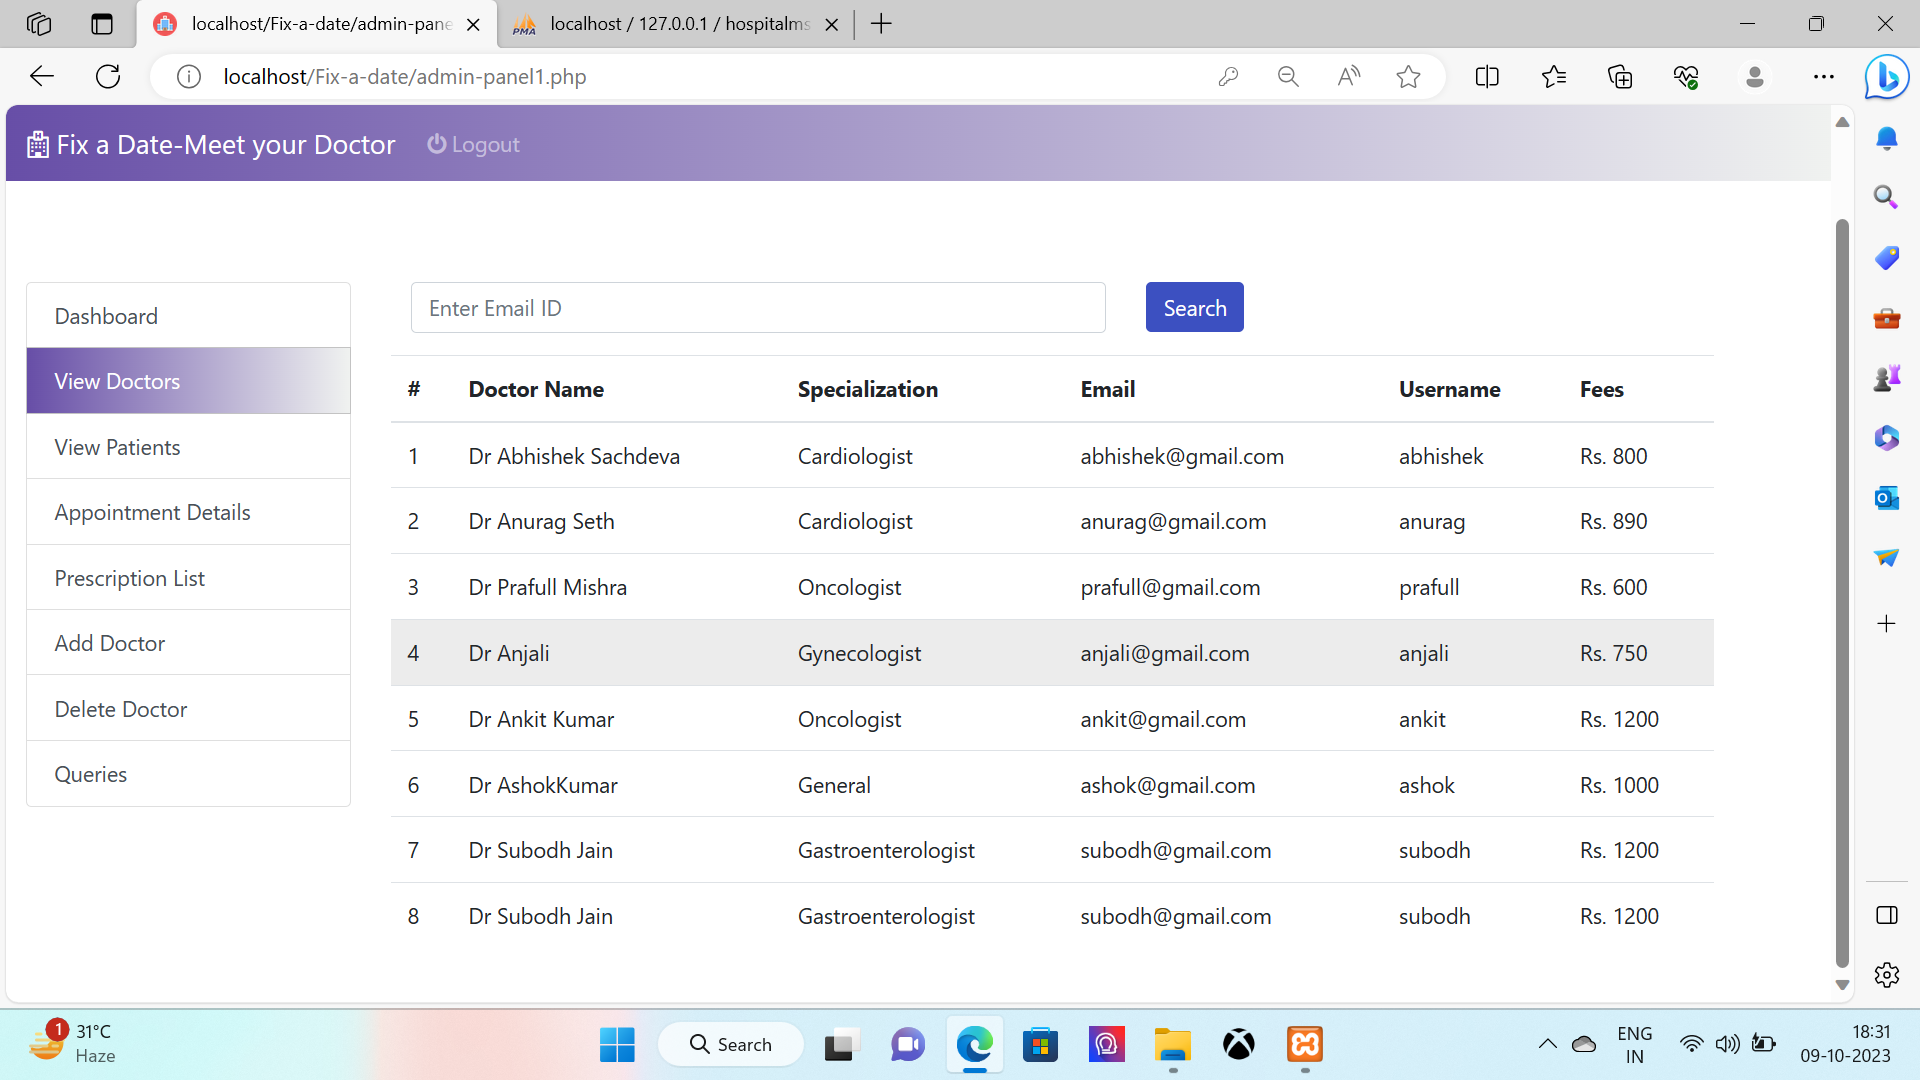 localhost/Fix-a-date/admin-pane
PMA localhost / 127.0.0.1 / hospitalms
localhost/Fix-a-date/admin-panel1.php
Fix a Date-Meet your Doctor Logout
Enter Email ID Search
Dashboard
View Doctors
View Patients
Appointment Details
Prescription List
Add Doctor
Delete Doctor
Queries
# Doctor Name Specialization Email Username Fees
1 Dr Abhishek Sachdeva Cardiologist abhishek@gmail.com abhishek Rs. 800
2 Dr Anurag Seth Cardiologist anurag@gmail.com anurag Rs. 890
3 Dr Prafull Mishra Oncologist prafull@gmail.com prafull Rs. 600
4 Dr Anjali Gynecologist anjali@gmail.com anjali Rs. 750
5 Dr Ankit Kumar Oncologist ankit@gmail.com ankit Rs. 1200
6 Dr AshokKumar General ashok@gmail.com ashok Rs. 1000
7 Dr Subodh Jain Gastroenterologist subodh@gmail.com subodh Rs. 1200
8 Dr Subodh Jain Gastroenterologist subodh@gmail.com subodh Rs. 1200
1 31°C
Haze
Search
ENG
IN
18:31
09-10-2023